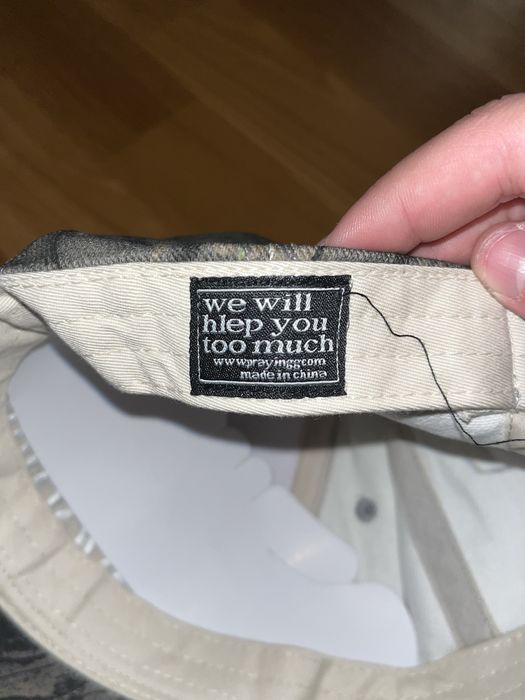 we will
hlep you
too much
www.prayingg.com
made in china